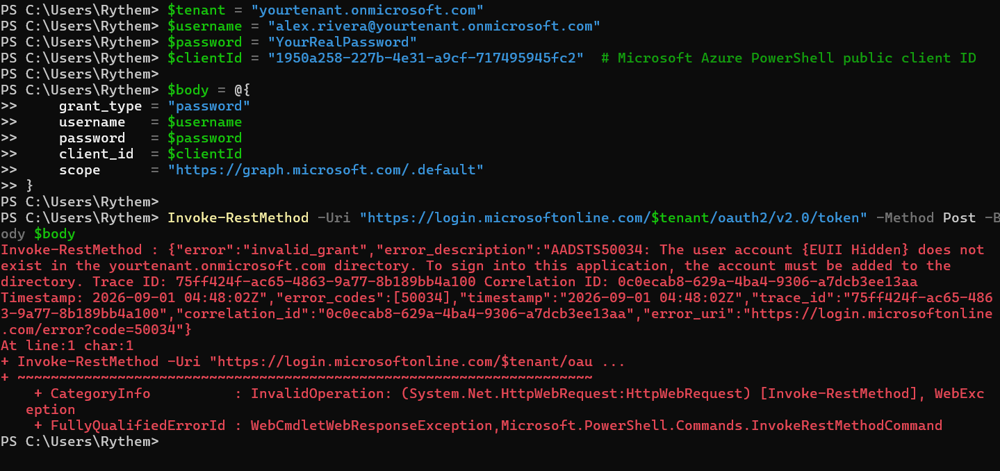 PS C:\Users\Rythem> $tenant = "yourtenant.onmicrosoft.com"
PS C:\Users\Rythem> $username = "alex.rivera@yourtenant.onmicrosoft.com"
PS C:\Users\Rythem> $password = "YourRealPassword"
PS C:\Users\Rythem> $clientId = "1950a258-227b-4e31-a9cf-717495945fc2"  # Microsoft Azure PowerShell public client ID
PS C:\Users\Rythem>
PS C:\Users\Rythem> $body = @{
>>     grant_type = "password"
>>     username   = $username
>>     password   = $password
>>     client_id  = $clientId
>>     scope      = "https://graph.microsoft.com/.default"
>> }
PS C:\Users\Rythem>
PS C:\Users\Rythem> Invoke-RestMethod -Uri "https://login.microsoftonline.com/$tenant/oauth2/v2.0/token" -Method Post -B
ody $body
Invoke-RestMethod : {"error":"invalid_grant","error_description":"AADSTS50034: The user account {EUII Hidden} does not
exist in the yourtenant.onmicrosoft.com directory. To sign into this application, the account must be added to the
directory. Trace ID: 75ff424f-ac65-4863-9a77-8b189bb4a100 Correlation ID: 0c0ecab8-629a-4ba4-9306-a7dcb3ee13aa
Timestamp: 2026-09-01 04:48:02Z","error_codes":[50034],"timestamp":"2026-09-01 04:48:02Z","trace_id":"75ff424f-ac65-486
3-9a77-8b189bb4a100","correlation_id":"0c0ecab8-629a-4ba4-9306-a7dcb3ee13aa","error_uri":"https://login.microsoftonline
.com/error?code=50034"}
At line:1 char:1
+ Invoke-RestMethod -Uri "https://login.microsoftonline.com/$tenant/oau ...
+ ~~~~~~~~~~~~~~~~~~~~~~~~~~~~~~~~~~~~~~~~~~~~~~~~~~~~~~~~~~~~~~~~~~~~~
    + CategoryInfo          : InvalidOperation: (System.Net.HttpWebRequest:HttpWebRequest) [Invoke-RestMethod], WebExc
   eption
    + FullyQualifiedErrorId : WebCmdletWebResponseException,Microsoft.PowerShell.Commands.InvokeRestMethodCommand
PS C:\Users\Rythem>